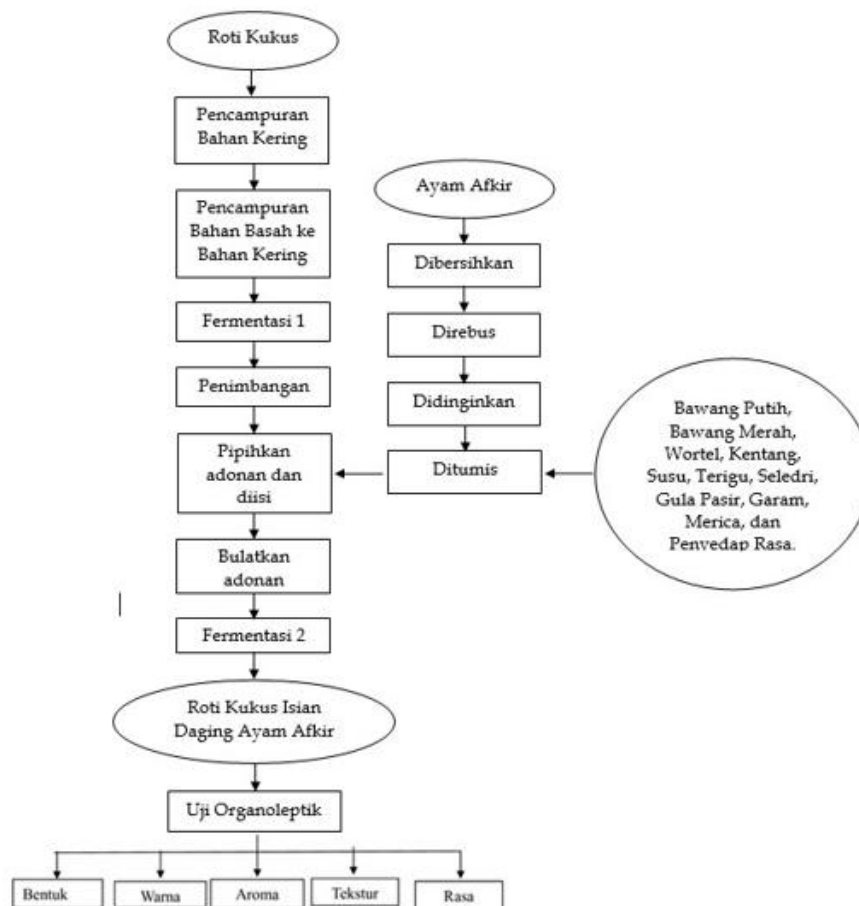 Roti Kukus
Pencampuran
Bahan Kering
Pencampuran
Bahan Basah ke
Bahan Kering
Fermentasi 1
Penimbangan
Pipihkan
adonan dan
diisi
Bulatkan
adonan
Fermentasi 2
Roti Kukus Isian
Daging Ayam Afkir
Uji Organoleptik
Bentuk
Warna
Aroma
Tekstur
Rasa
Ayam Afkir
Dibersihkan
Direbus
Didinginkan
Ditumis
Bawang Putih,
Bawang Merah,
Wortel, Kentang,
Susu, Terigu, Seledri,
Gula Pasir, Garam,
Merica, dan
Penyedap Rasa.